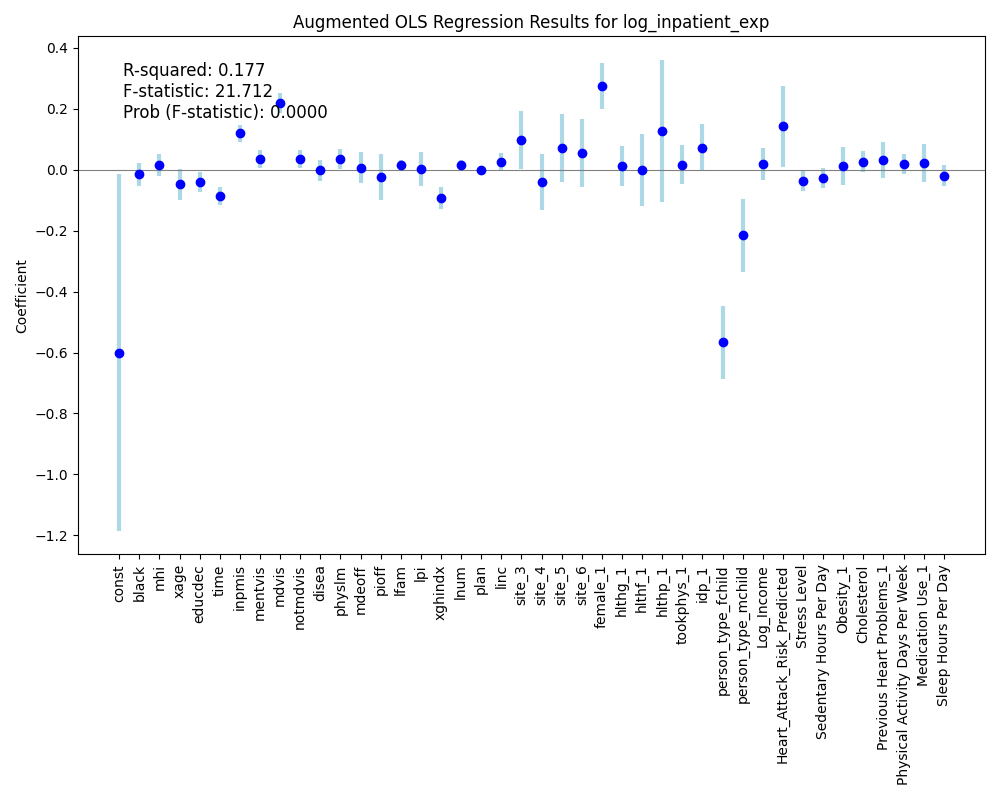 Augmented OLS Regression Results for log_inpatient_exp
R-squared: 0.177
F-statistic: 21.712
Prob (F-statistic): 0.0000
Coefficient
0.4
0.2
0.0
−0.2
−0.4
−0.6
−0.8
−1.0
−1.2
const
black
mhi
xage
educdec
time
inpmis
mentvis
mdvis
notmdvis
disea
physlm
mdeoff
pioff
lfam
lpi
xghindx
lnum
plan
linc
site_3
site_4
site_5
site_6
female_1
hlthg_1
hlthf_1
hlthp_1
tookphys_1
idp_1
person_type_fchild
person_type_mchild
Log_Income
Heart_Attack_Risk_Predicted
Stress Level
Sedentary Hours Per Day
Obesity_1
Cholesterol
Previous Heart Problems_1
Physical Activity Days Per Week
Medication Use_1
Sleep Hours Per Day